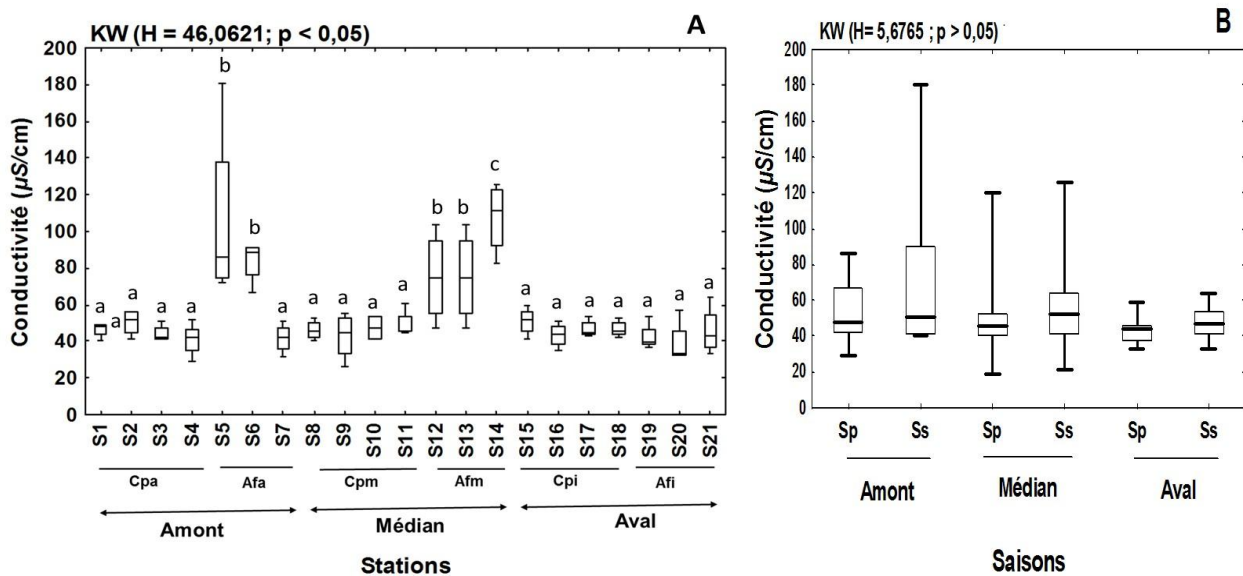 KW (H = 46,0621; p < 0,05)
A
Conductivité (µS/cm)
200
180
160
140
120
100
80
60
40
20
0
a a a a a b b a a a a a b b c a a a a a a a
S1 S2 S3 S4 S5 S6 S7 S8 S9 S10 S11 S12 S13 S14 S15 S16 S17 S18 S19 S20 S21
Cpa Afa Cpm Afm Cpi Afi
Amont Médian Aval
Stations
KW (H= 5,6765 ; p > 0,05)
B
Conductivité (µS/cm)
200
180
160
140
120
100
80
60
40
20
0
Sp Ss Sp Ss Sp Ss
Amont Médian Aval
Saisons